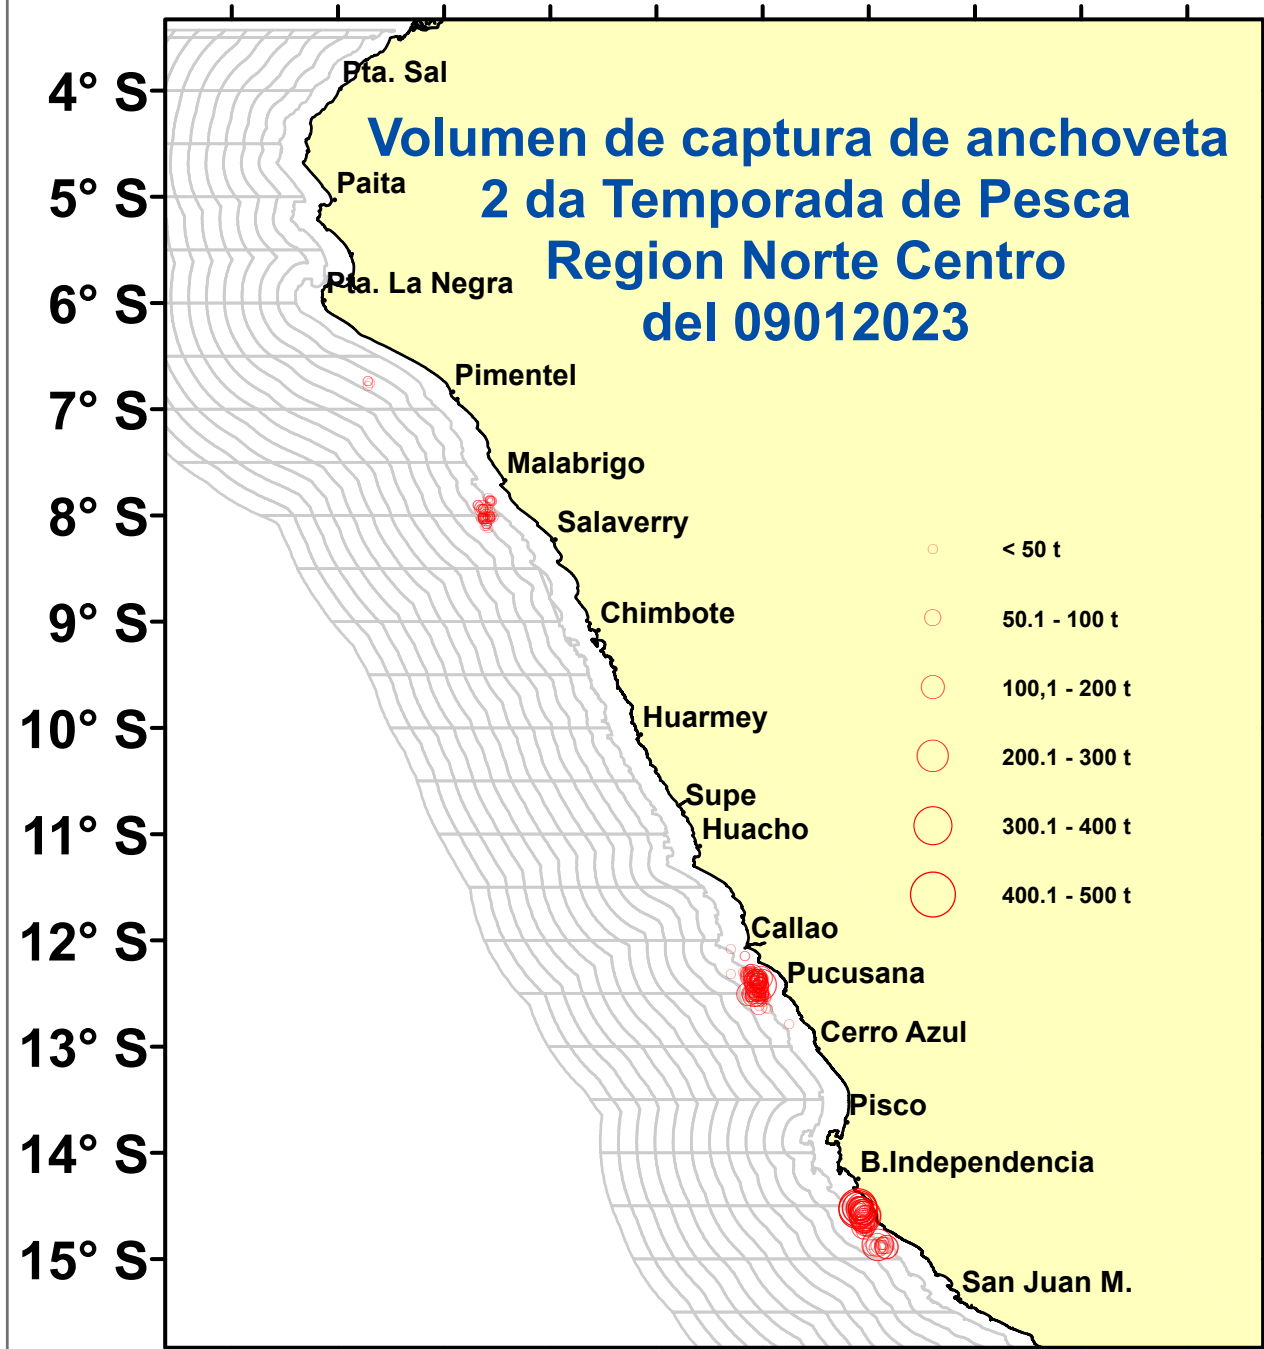 Volumen de captura de anchoveta
2 da Temporada de Pesca
Region Norte Centro
del 09012023
4° S
5° S
6° S
7° S
8° S
9° S
10° S
11° S
12° S
13° S
14° S
15° S
Pta. Sal
Paita
Pta. La Negra
Pimentel
Malabrigo
Salaverry
Chimbote
Huarmey
Supe
Huacho
Callao
Pucusana
Cerro Azul
Pisco
B.Independencia
San Juan M.
< 50 t
50.1 - 100 t
100,1 - 200 t
200.1 - 300 t
300.1 - 400 t
400.1 - 500 t